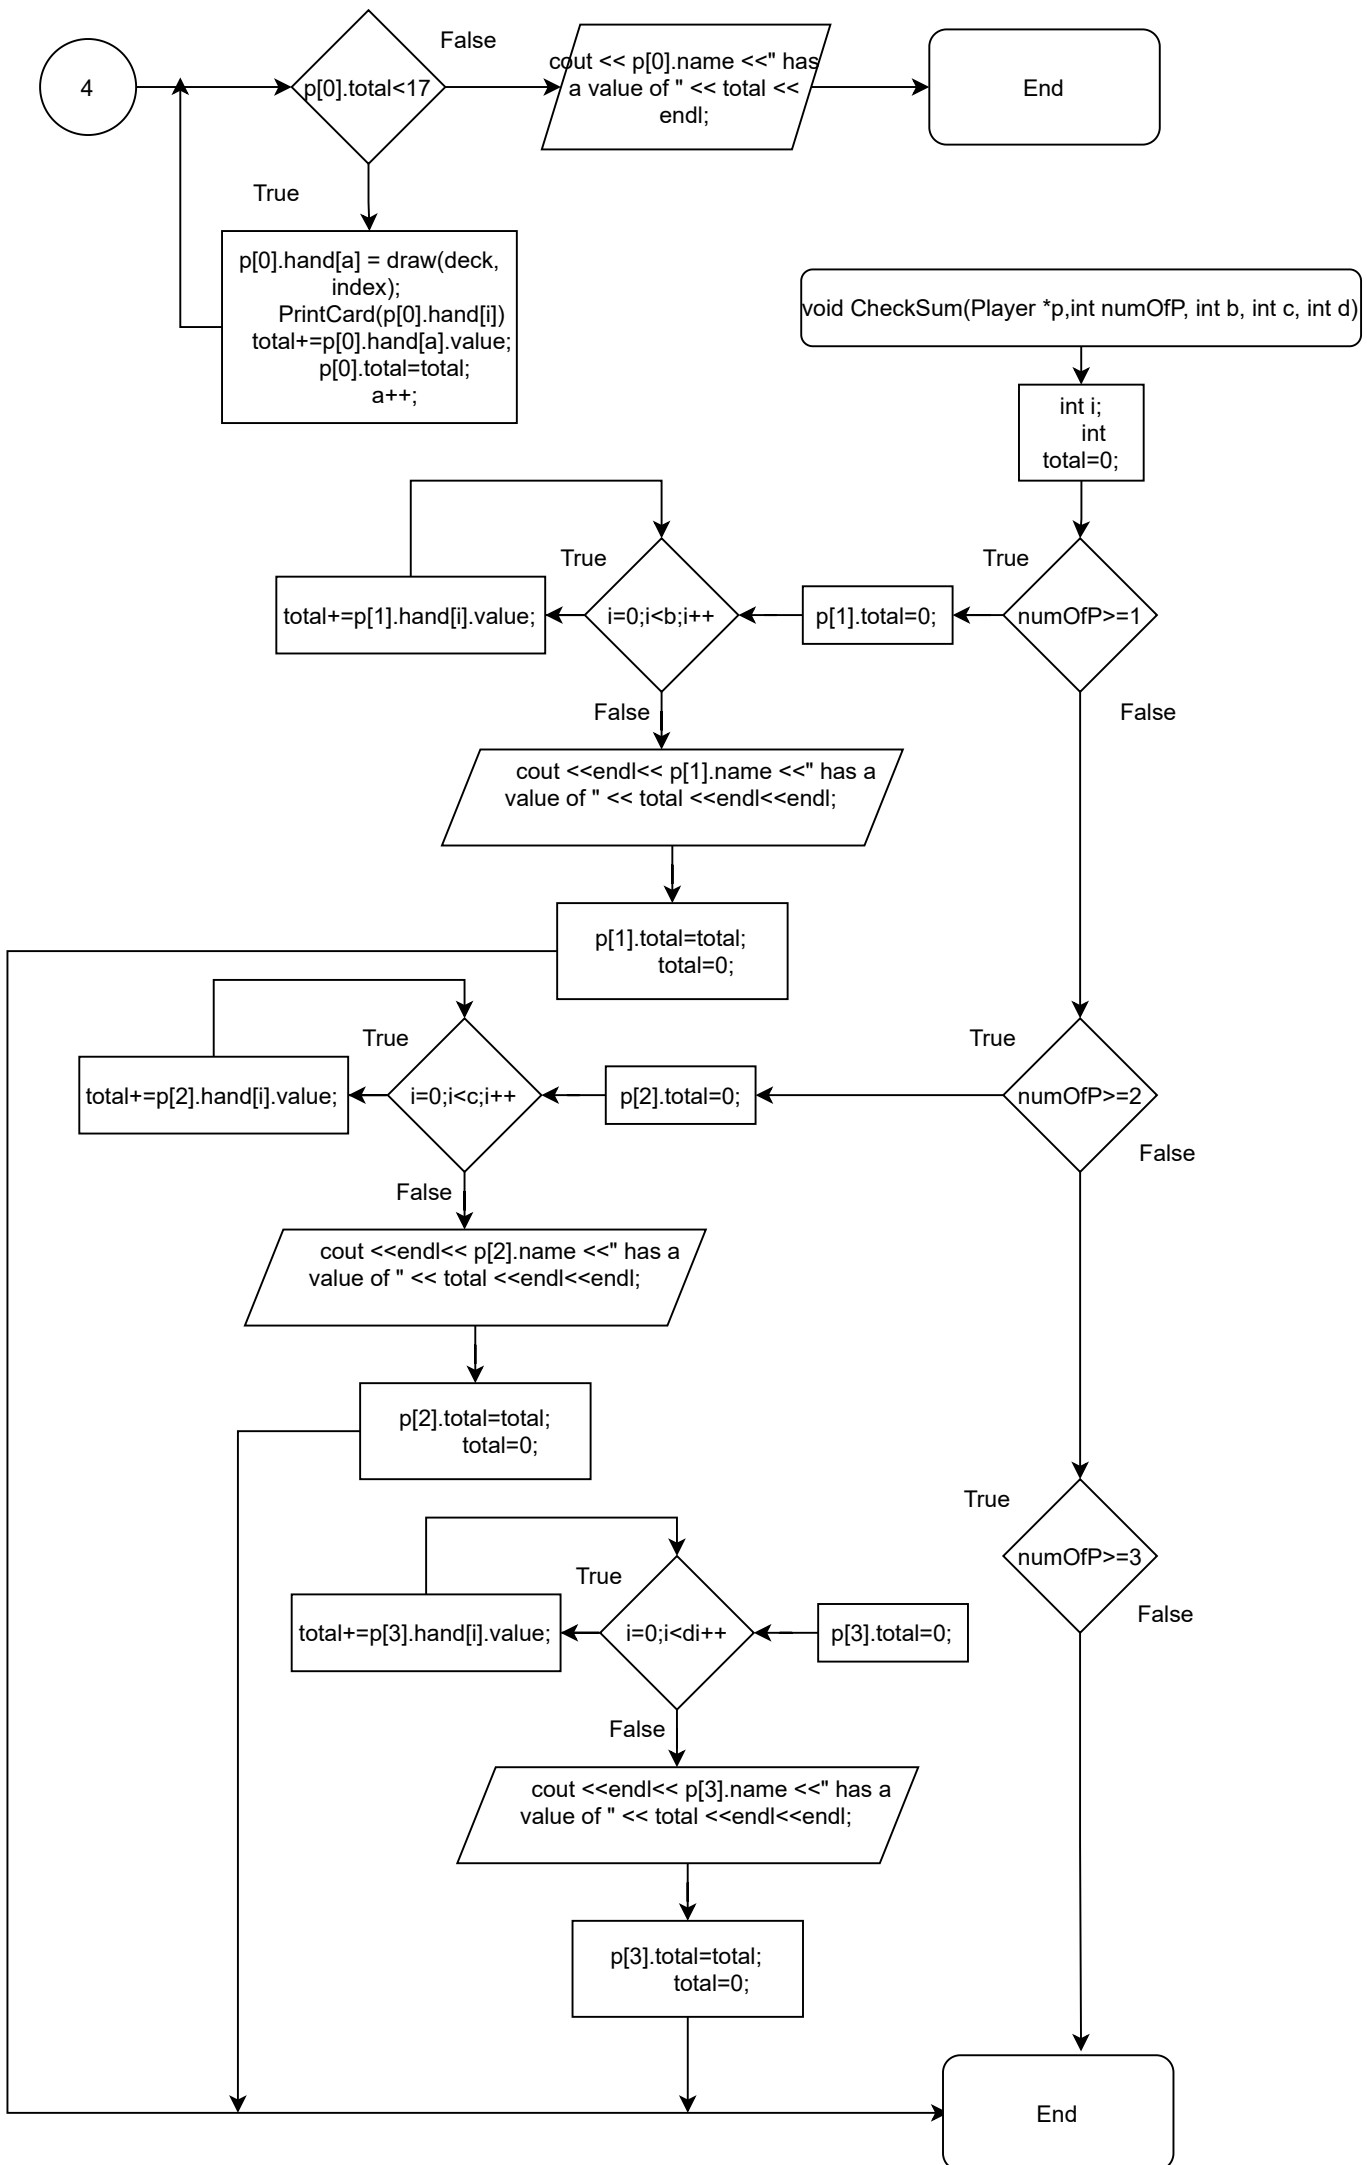 4
p[0].total<17
False
cout << p[0].name <<" has
a value of " << total <<
endl;
End
True
p[0].hand[a] = draw(deck,
index);
PrintCard(p[0].hand[i])
total+=p[0].hand[a].value;
p[0].total=total;
a++;
void CheckSum(Player *p,int numOfP, int b, int c, int d)
int i;
int
total=0;
True
numOfP>=1
False
p[1].total=0;
i=0;i<b;i++
True
total+=p[1].hand[i].value;
False
cout <<endl<< p[1].name <<" has a
value of " << total <<endl<<endl;
p[1].total=total;
total=0;
True
numOfP>=2
False
p[2].total=0;
i=0;i<c;i++
True
total+=p[2].hand[i].value;
False
cout <<endl<< p[2].name <<" has a
value of " << total <<endl<<endl;
p[2].total=total;
total=0;
True
numOfP>=3
False
p[3].total=0;
i=0;i<di++
True
total+=p[3].hand[i].value;
False
cout <<endl<< p[3].name <<" has a
value of " << total <<endl<<endl;
p[3].total=total;
total=0;
End